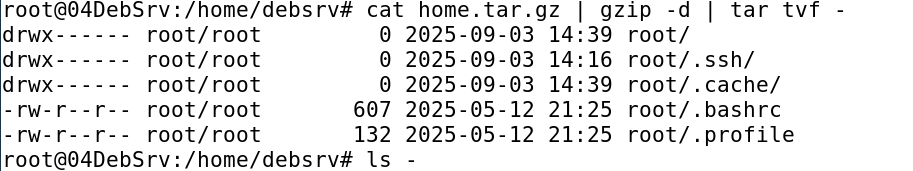 root@04DebSrv:/home/debsrv# cat home.tar.gz | gzip -d | tar tvf -
drwx------ root/root         0 2025-09-03 14:39 root/
drwx------ root/root         0 2025-09-03 14:16 root/.ssh/
drwx------ root/root         0 2025-09-03 14:39 root/.cache/
-rw-r--r-- root/root       607 2025-05-12 21:25 root/.bashrc
-rw-r--r-- root/root       132 2025-05-12 21:25 root/.profile
root@04DebSrv:/home/debsrv# ls -